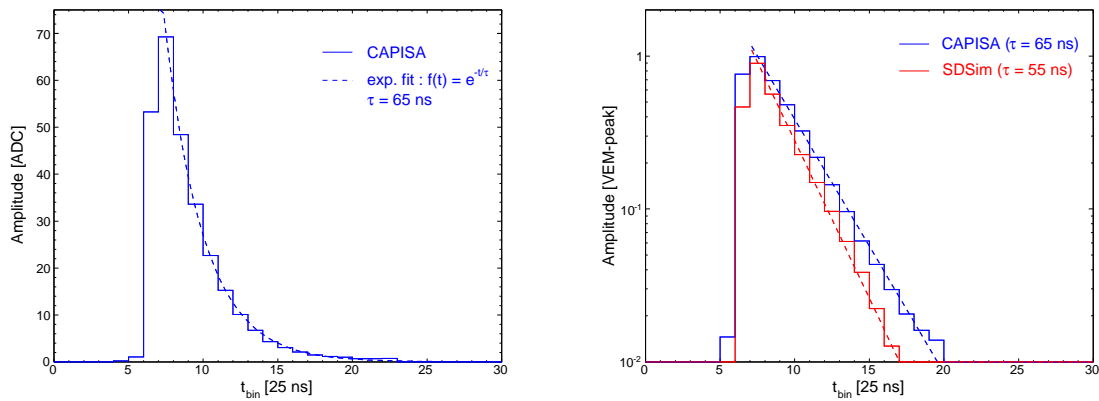 Amplitude [ADC]
70
60
50
40
30
20
10
0
0 5 10 15 20 25 30
t_bin [25 ns]
CAPISA
exp. fit : f(t) = e^-t/τ
τ = 65 ns
Amplitude [VEM-peak]
1
10^-1
10^-2
0 5 10 15 20 25 30
t_bin [25 ns]
CAPISA (τ = 65 ns)
SDSim (τ = 55 ns)